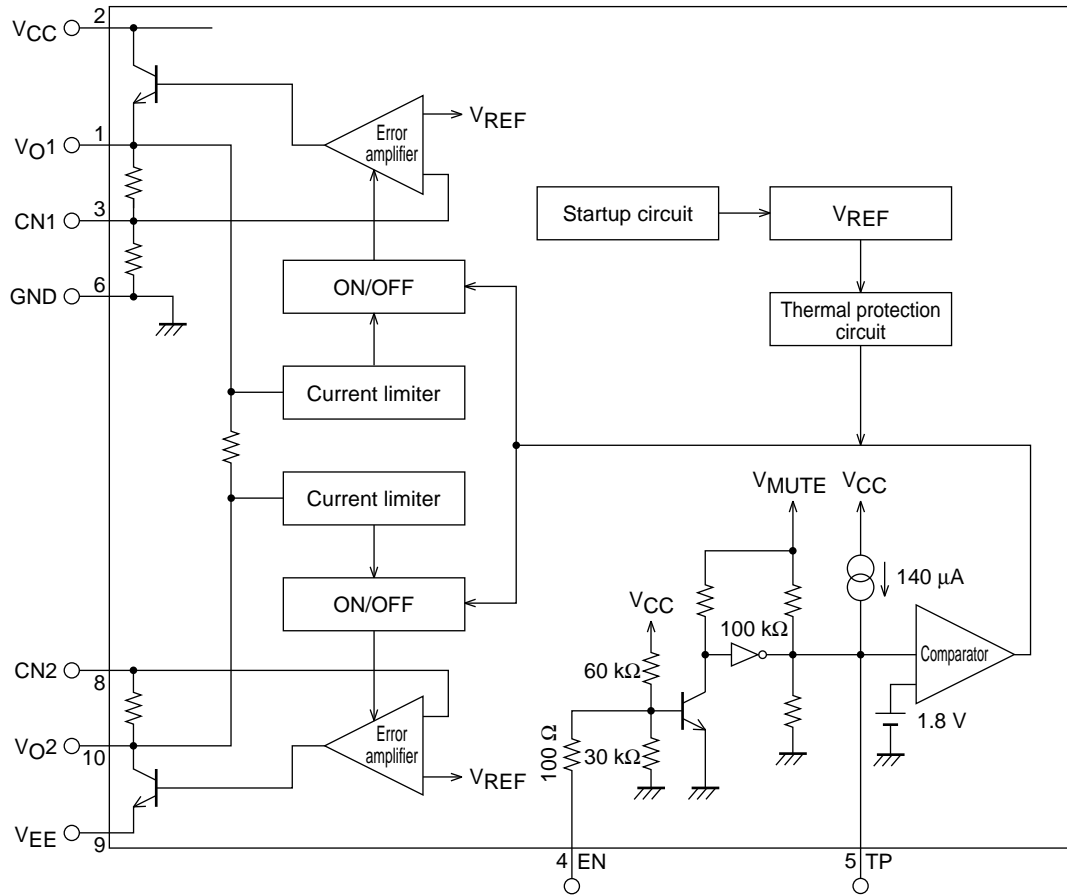 VCC
2
Error
amplifier
VREF
VO1
1
CN1
3
Startup circuit
VREF
GND
6
ON/OFF
Thermal protection
circuit
Current limiter
Current limiter
VMUTE
VCC
140 μA
ON/OFF
VCC
100 kΩ
60 kΩ
Comparator
CN2
8
Error
amplifier
1.8 V
VO2
10
100 Ω
30 kΩ
VREF
VEE
9
4 EN
5 TP